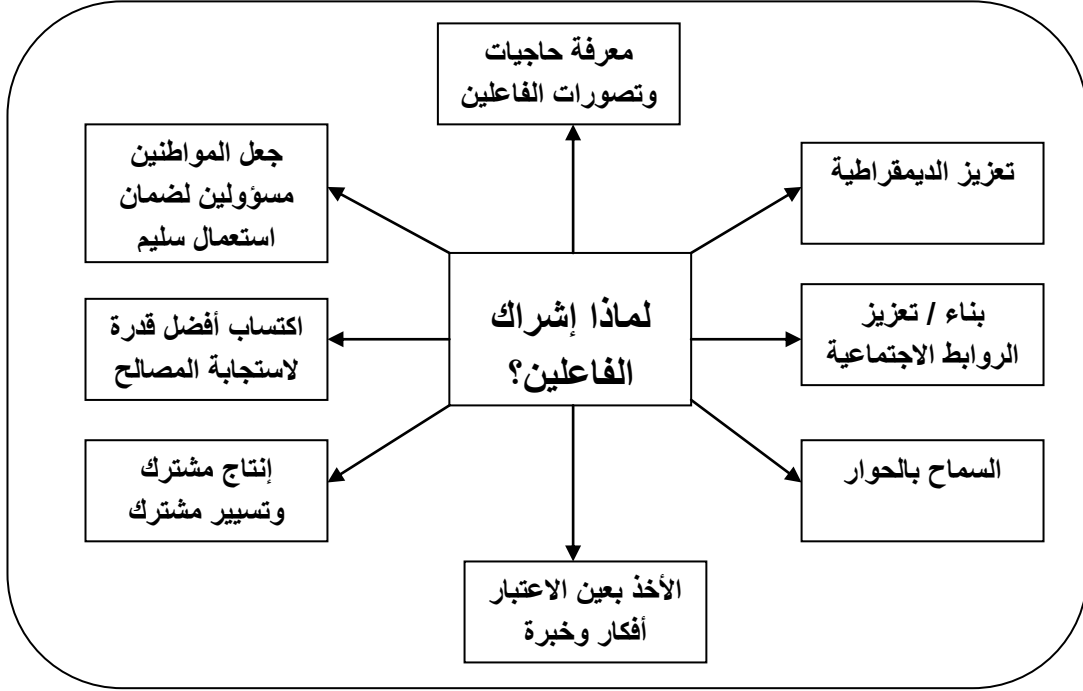 معرفة حاجيات
وتصورات الفاعلين
تعزيز الديمقراطية
جعل المواطنين
مسؤولين لضمان
استعمال سليم
لماذا إشراك
الفاعلين؟
بناء / تعزيز
الروابط الاجتماعية
اكتساب أفضل قدرة
لاستجابة المصالح
السماح بالحوار
إنتاج مشترك
وتسيير مشترك
الأخذ بعين الاعتبار
أفكار وخبرة